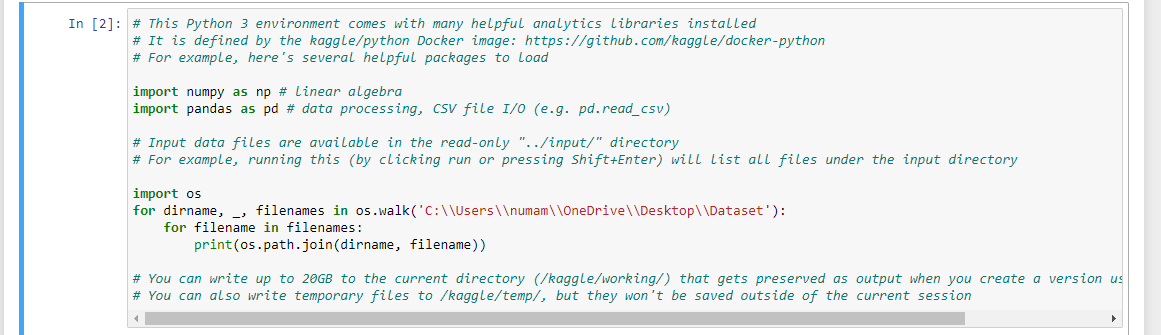 In [2]: # This Python 3 environment comes with many helpful analytics libraries installed
# It is defined by the kaggle/python Docker image: https://github.com/kaggle/docker-python
# For example, here's several helpful packages to load

import numpy as np # linear algebra
import pandas as pd # data processing, CSV file I/O (e.g. pd.read_csv)

# Input data files are available in the read-only "../input/" directory
# For example, running this (by clicking run or pressing Shift+Enter) will list all files under the input directory

import os
for dirname, _, filenames in os.walk('C:\\Users\\numam\\OneDrive\\Desktop\\Dataset'):
    for filename in filenames:
        print(os.path.join(dirname, filename))

# You can write up to 20GB to the current directory (/kaggle/working/) that gets preserved as output when you create a version us
# You can also write temporary files to /kaggle/temp/, but they won't be saved outside of the current session